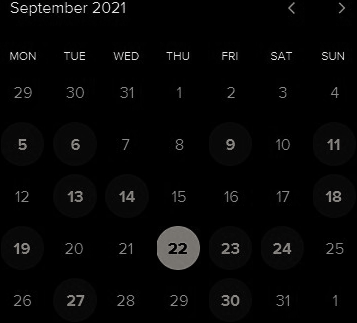 September 2021
MON TUE WED THU FRI SAT SUN
29 30 31 1 2 3 4
5 6 7 8 9 10 11
12 13 14 15 16 17 18
19 20 21 22 23 24 25
26 27 28 29 30 31 1